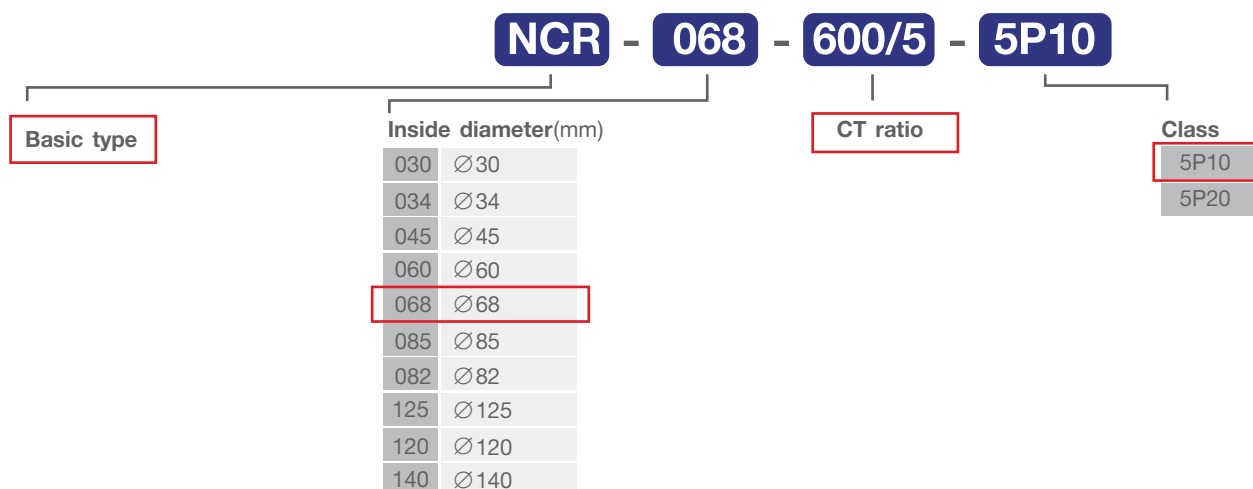 NCR - 068 - 600/5 - 5P10
Basic type
Inside diameter(mm)
CT ratio
Class
030 ∅30
034 ∅34
045 ∅45
060 ∅60
068 ∅68
085 ∅85
082 ∅82
125 ∅125
120 ∅120
140 ∅140
5P10
5P20